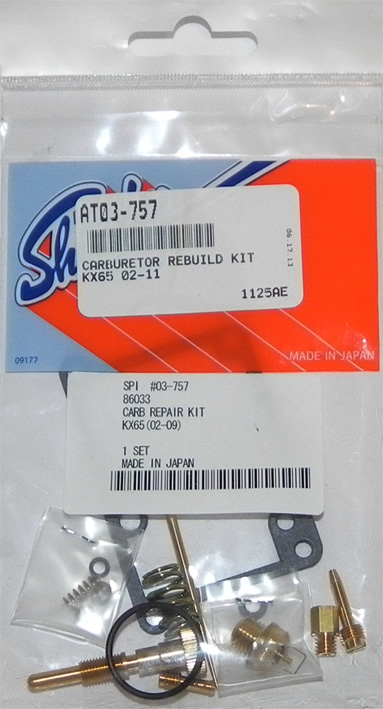 AT03-757
CARBURETOR REBUILD KIT
KX65 02-11
06 17 13
1125AE
09177
MADE IN JAPAN
SPI #03-757
86033
CARB REPAIR KIT
KX65(02-09)
1 SET
MADE IN JAPAN